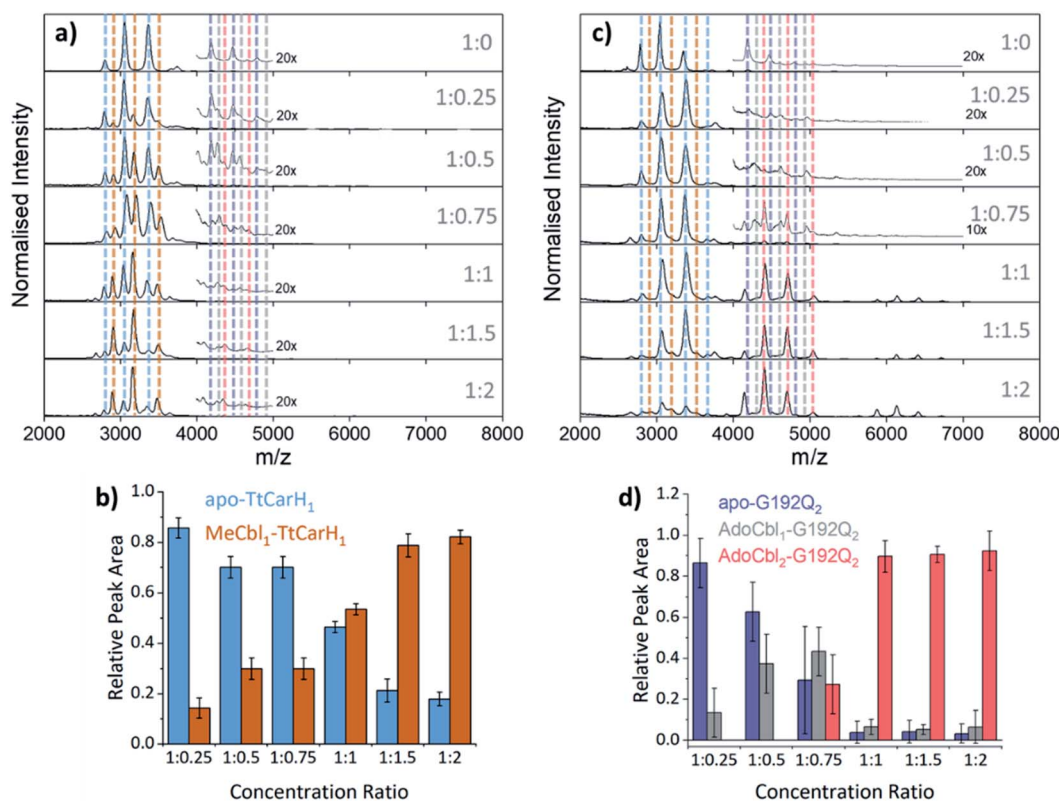 a)
Normalised Intensity
1:0
20x
1:0.25
20x
1:0.5
20x
1:0.75
20x
1:1
20x
1:1.5
20x
1:2
20x
2000 3000 4000 5000 6000 7000 8000
m/z
c)
Normalised Intensity
1:0
20x
1:0.25
20x
1:0.5
20x
1:0.75
10x
1:1
1:1.5
1:2
2000 3000 4000 5000 6000 7000 8000
m/z
b)
Relative Peak Area
1.0
0.8
0.6
0.4
0.2
0.0
apo-TtCarH₁
MeCbl₁-TtCarH₁
1:0.25 1:0.5 1:0.75 1:1 1:1.5 1:2
Concentration Ratio
d)
Relative Peak Area
1.2
1.0
0.8
0.6
0.4
0.2
0.0
apo-G192Q₂
AdoCbl₁-G192Q₂
AdoCbl₂-G192Q₂
1:0.25 1:0.5 1:0.75 1:1 1:1.5 1:2
Concentration Ratio